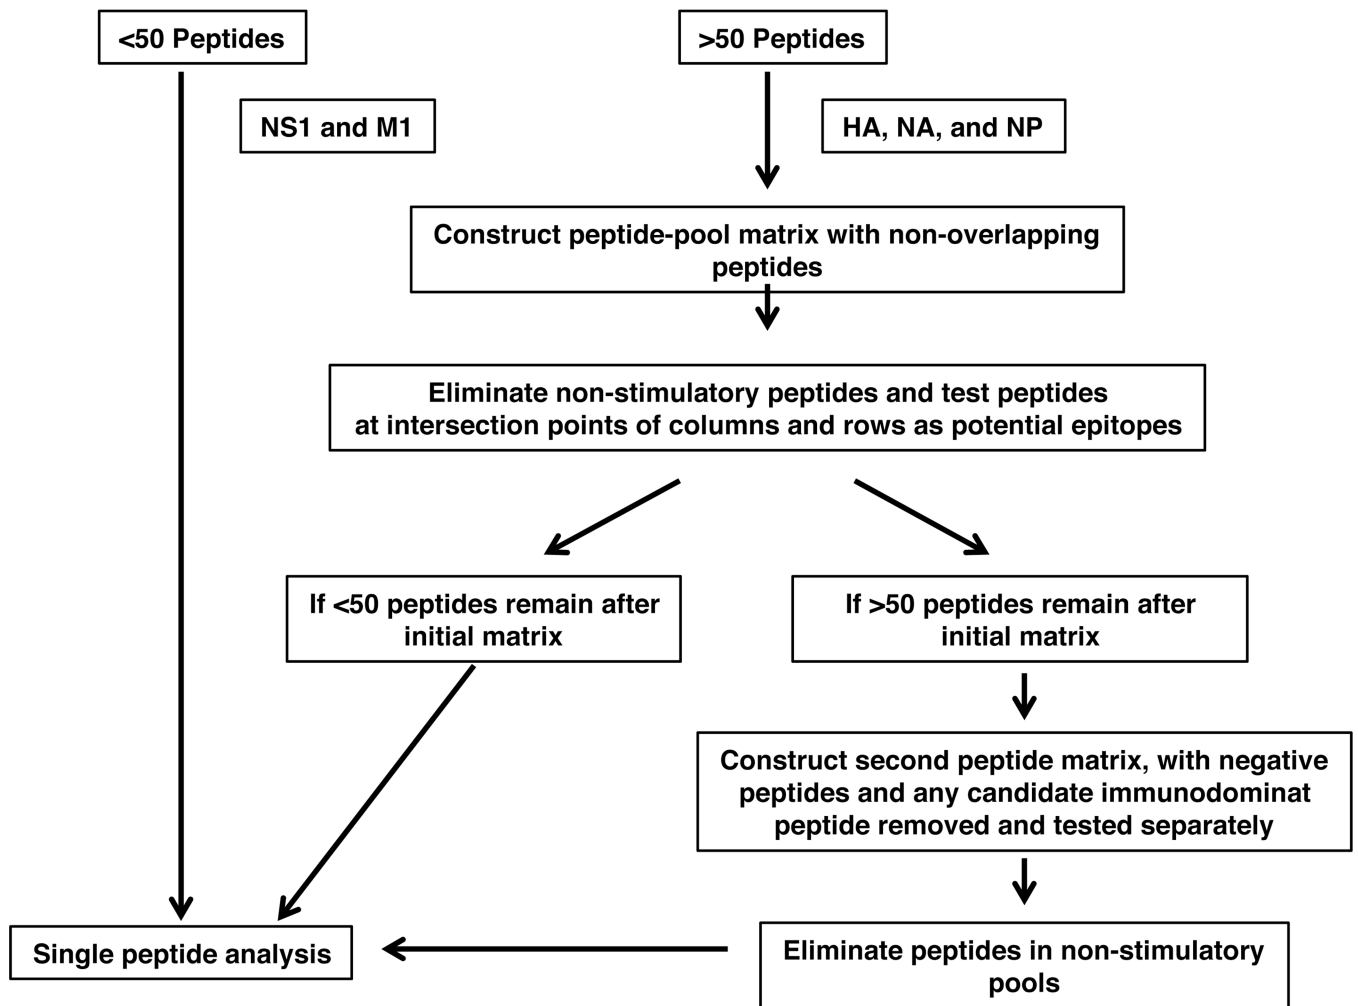 <50 Peptides
>50 Peptides
NS1 and M1
HA, NA, and NP
Construct peptide-pool matrix with non-overlapping
peptides
Eliminate non-stimulatory peptides and test peptides
at intersection points of columns and rows as potential epitopes
If <50 peptides remain after
initial matrix
If >50 peptides remain after
initial matrix
Construct second peptide matrix, with negative
peptides and any candidate immunodominat
peptide removed and tested separately
Single peptide analysis
Eliminate peptides in non-stimulatory
pools